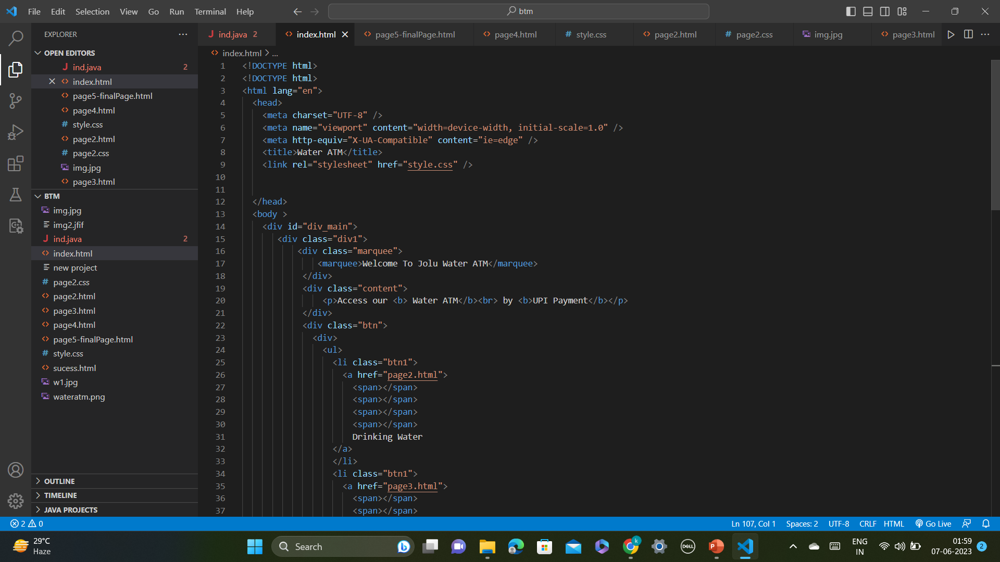 File Edit Selection View Go Run Terminal Help
btm
EXPLORER
OPEN EDITORS
ind.java 2
index.html
page5-finalPage.html
page4.html
style.css
page2.html
page2.css
img.jpg
page3.html
BTM
img.jpg
img2.jfif
ind.java 2
index.html
new project
page2.css
page2.html
page3.html
page4.html
page5-finalPage.html
style.css
sucess.html
w1.jpg
wateratm.png
OUTLINE
TIMELINE
JAVA PROJECTS
ind.java 2 index.html page5-finalPage.html page4.html style.css page2.html page2.css img.jpg page3.html
index.html > ...
1 <!DOCTYPE html>
2 <!DOCTYPE html>
3 <html lang="en">
4 <head>
5 <meta charset="UTF-8" />
6 <meta name="viewport" content="width=device-width, initial-scale=1.0" />
7 <meta http-equiv="X-UA-Compatible" content="ie=edge" />
8 <title>Water ATM</title>
9 <link rel="stylesheet" href="style.css" />
10
11
12 </head>
13 <body >
14 <div id="div_main">
15 <div class="div1">
16 <div class="marquee">
17 <marquee>Welcome To Jolu Water ATM</marquee>
18 </div>
19 <div class="content">
20 <p>Access our <b> Water ATM</b><br> by <b>UPI Payment</b></p>
21 </div>
22 <div class="btn">
23 <div>
24 <ul>
25 <li class="btn1">
26 <a href="page2.html">
27 <span></span>
28 <span></span>
29 <span></span>
30 <span></span>
31 Drinking Water
32 </a>
33 </li>
34 <li class="btn1">
35 <a href="page3.html">
36 <span></span>
37 <span></span>
2 0
Ln 107, Col 1 Spaces: 2 UTF-8 CRLF HTML Go Live
29°C
Haze
Search
k
DELL
P
ENG
IN
01:59
07-06-2023
2